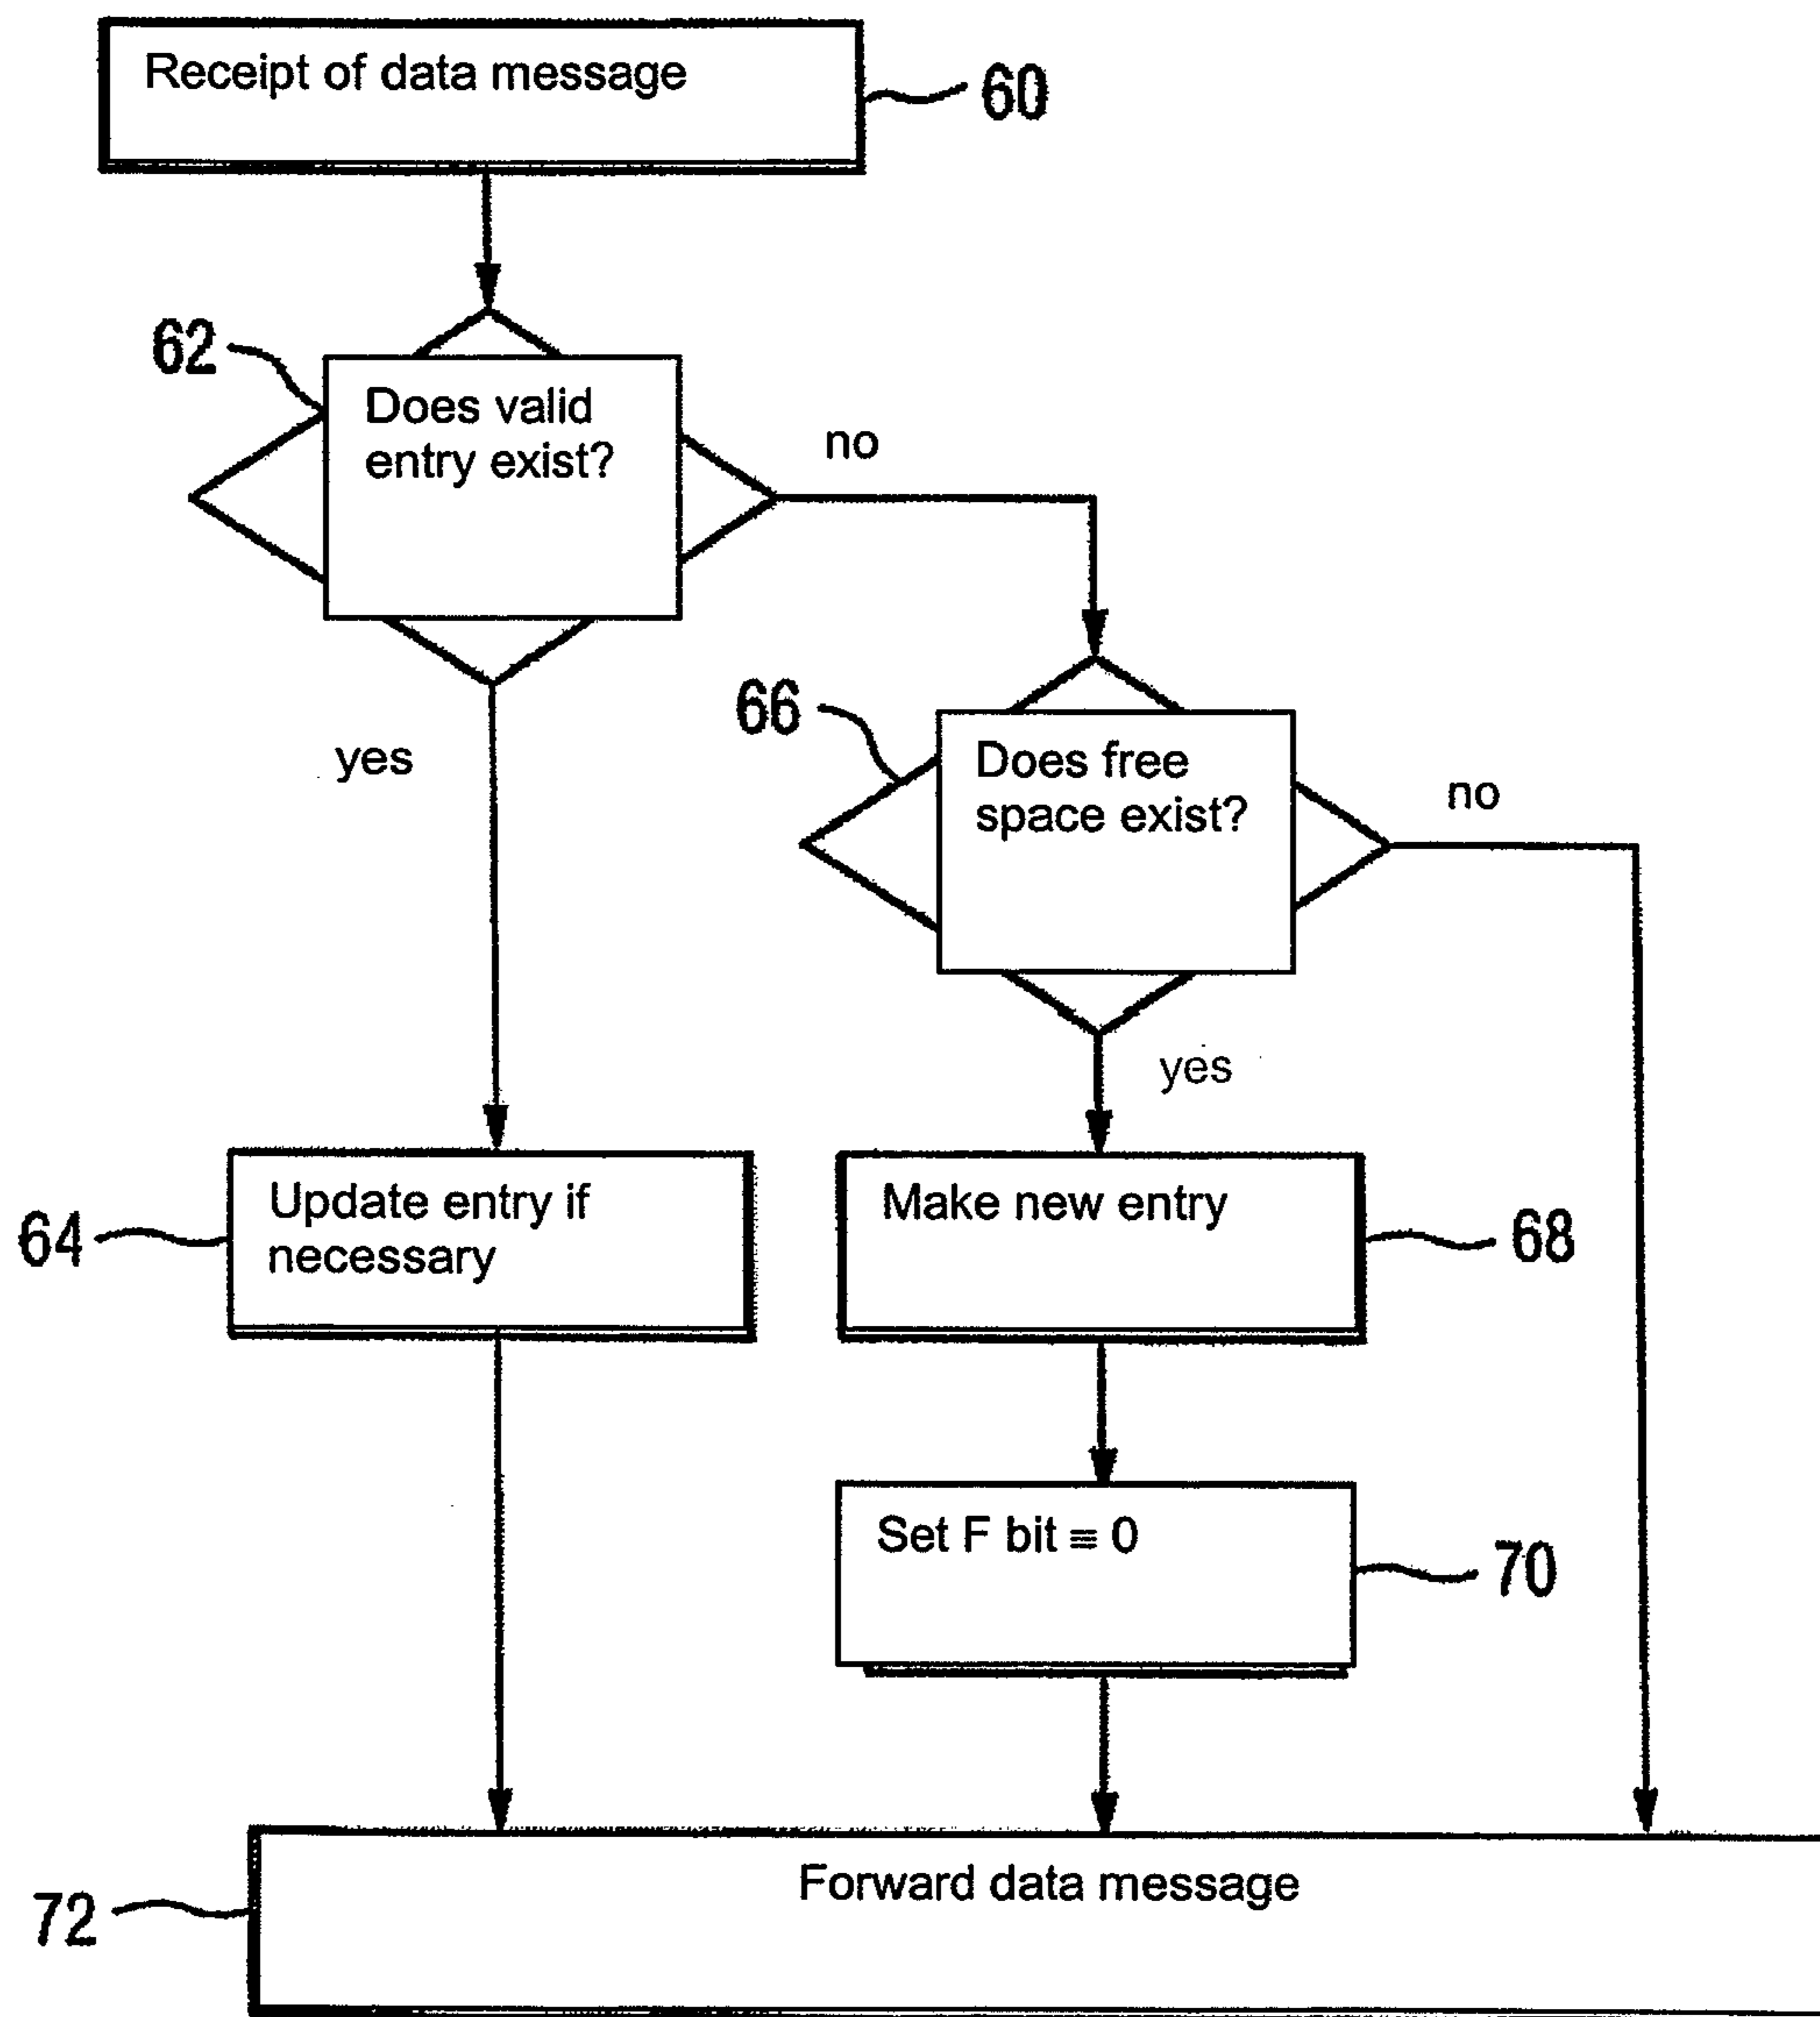 Receipt of data message
60
62
Does valid
entry exist?
no
yes
66
Does free
space exist?
no
yes
64
Update entry if
necessary
Make new entry
68
Set F bit ≡ 0
70
Forward data message
72